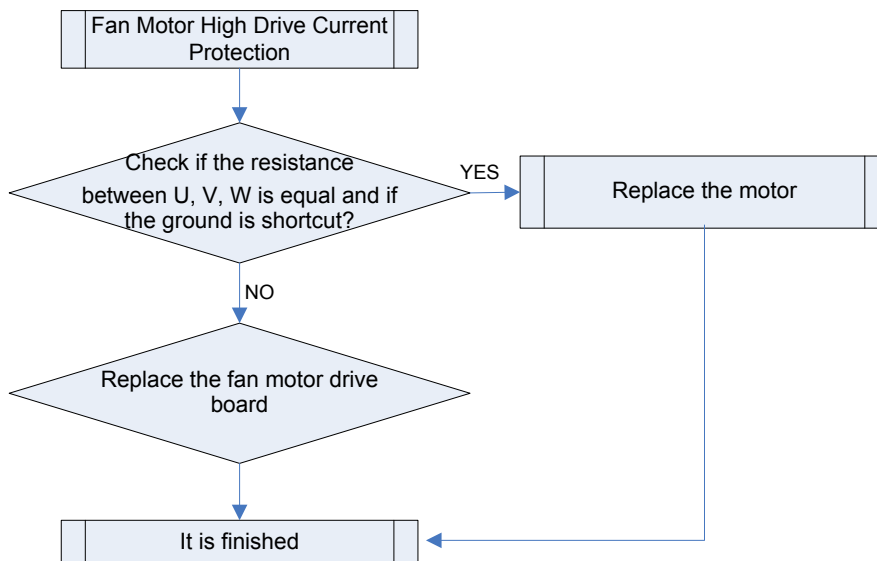 Fan Motor High Drive Current
Protection
Check if the resistance
between U, V, W is equal and if
the ground is shortcut?
YES
Replace the motor
NO
Replace the fan motor drive
board
It is finished